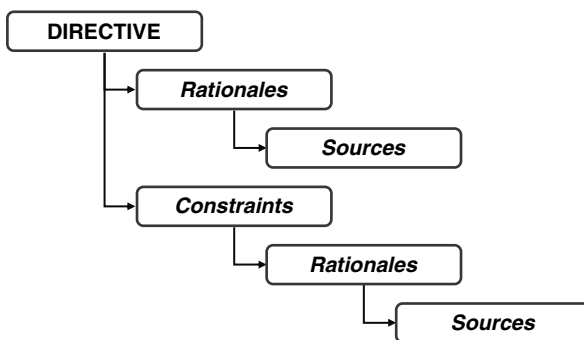 DIRECTIVE
Rationales
Sources
Constraints
Rationales
Sources